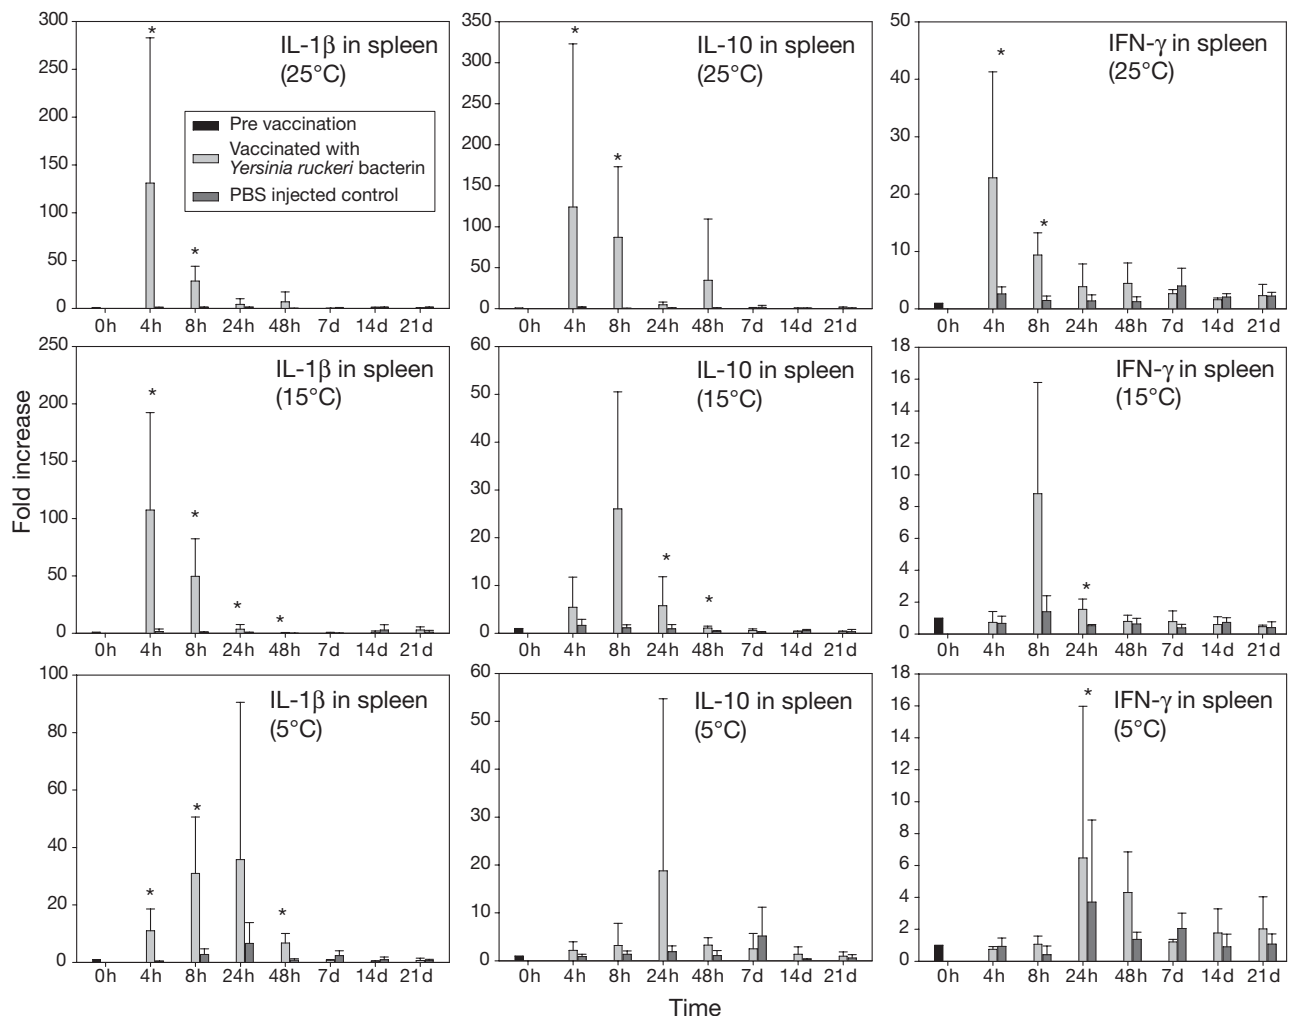 IL-1β in spleen
(25°C)
300
250
200
150
100
50
0
*
*
Pre vaccination
Vaccinated with
Yersinia ruckeri bacterin
PBS injected control
0h 4h 8h 24h 48h 7d 14d 21d
IL-10 in spleen
(25°C)
350
300
250
200
150
100
50
0
*
*
0h 4h 8h 24h 48h 7d 14d 21d
IFN-γ in spleen
(25°C)
50
40
30
20
10
0
*
*
0h 4h 8h 24h 48h 7d 14d 21d
Fold increase
IL-1β in spleen
(15°C)
250
200
150
100
50
0
*
*
*
*
0h 4h 8h 24h 48h 7d 14d 21d
IL-10 in spleen
(15°C)
60
50
40
30
20
10
0
*
*
0h 4h 8h 24h 48h 7d 14d 21d
IFN-γ in spleen
(15°C)
18
16
14
12
10
8
6
4
2
0
*
0h 4h 8h 24h 48h 7d 14d 21d
IL-1β in spleen
(5°C)
100
80
60
40
20
0
*
*
*
0h 4h 8h 24h 48h 7d 14d 21d
IL-10 in spleen
(5°C)
60
50
40
30
20
10
0
0h 4h 8h 24h 48h 7d 14d 21d
IFN-γ in spleen
(5°C)
18
16
14
12
10
8
6
4
2
0
*
0h 4h 8h 24h 48h 7d 14d 21d
Time